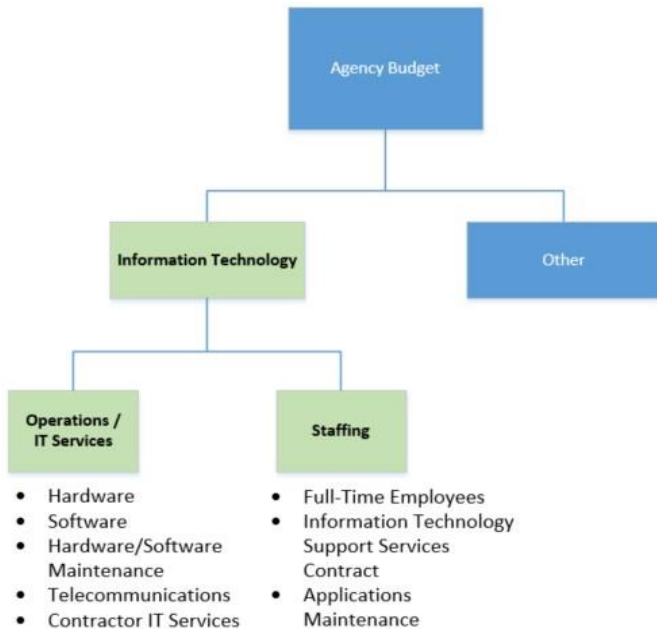 Agency Budget
Information Technology
Other
Operations /
IT Services
Staffing
• Hardware
• Software
• Hardware/Software
Maintenance
• Telecommunications
• Contractor IT Services
• Full-Time Employees
• Information Technology
Support Services
Contract
• Applications
Maintenance